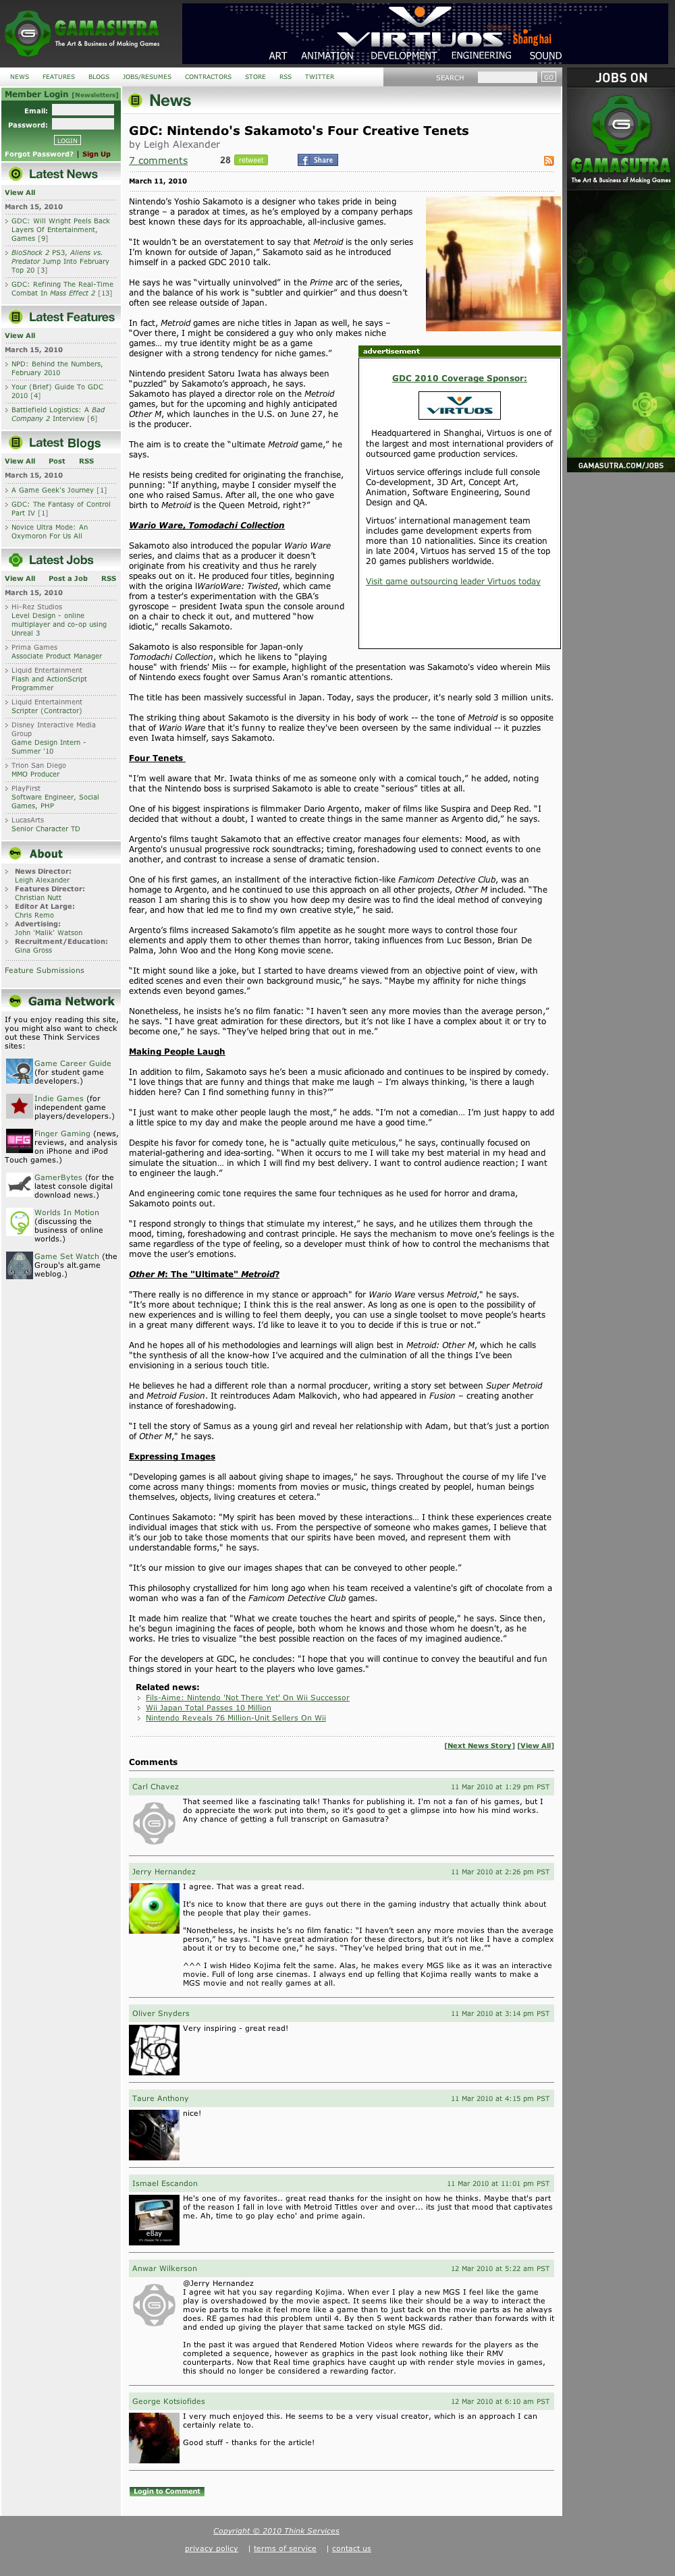 GAMASUTRA
The Art & Business of Making Games
VIRTUOS Shanghai
ART ANIMATION DEVELOPMENT ENGINEERING SOUND
NEWS FEATURES BLOGS JOBS/RESUMES CONTRACTORS STORE RSS TWITTER
SEARCH GO
JOBS ON
GAMASUTRA
The Art & Business of Making Games
GAMASUTRA.COM/JOBS
Member Login [Newsletters]
Email:
Password:
LOGIN
Forgot Password? | Sign Up
Latest News
View All
March 15, 2010
GDC: Will Wright Peels Back
Layers Of Entertainment,
Games [9]
BioShock 2 PS3, Aliens vs.
Predator Jump Into February
Top 20 [3]
GDC: Refining The Real-Time
Combat In Mass Effect 2 [13]
Latest Features
View All
March 15, 2010
NPD: Behind the Numbers,
February 2010
Your (Brief) Guide To GDC
2010 [4]
Battlefield Logistics: A Bad
Company 2 Interview [6]
Latest Blogs
View All Post RSS
March 15, 2010
A Game Geek's Journey [1]
GDC: The Fantasy of Control
Part IV [1]
Novice Ultra Mode: An
Oxymoron For Us All
Latest Jobs
View All Post a Job RSS
March 15, 2010
Hi-Rez Studios
Level Design - online
multiplayer and co-op using
Unreal 3
Prima Games
Associate Product Manager
Liquid Entertainment
Flash and ActionScript
Programmer
Liquid Entertainment
Scripter (Contractor)
Disney Interactive Media
Group
Game Design Intern -
Summer '10
Trion San Diego
MMO Producer
PlayFirst
Software Engineer, Social
Games, PHP
LucasArts
Senior Character TD
About
News Director:
Leigh Alexander
Features Director:
Christian Nutt
Editor At Large:
Chris Remo
Advertising:
John 'Malik' Watson
Recruitment/Education:
Gina Gross
Feature Submissions
Gama Network
If you enjoy reading this site,
you might also want to check
out these Think Services
sites:
Game Career Guide
(for student game
developers.)
Indie Games (for
independent game
players/developers.)
Finger Gaming (news,
reviews, and analysis
on iPhone and iPod
Touch games.)
GamerBytes (for the
latest console digital
download news.)
Worlds In Motion
(discussing the
business of online
worlds.)
Game Set Watch (the
Group's alt.game
weblog.)
News
GDC: Nintendo's Sakamoto's Four Creative Tenets
by Leigh Alexander
7 comments 28 retweet Share
March 11, 2010
Nintendo's Yoshio Sakamoto is a designer who takes pride in being
strange – a paradox at times, as he's employed by a company perhaps
best known these days for its approachable, all-inclusive games.
"It wouldn't be an overstatement to say that Metroid is the only series
I'm known for outside of Japan," Sakamoto said as he introduced
himself in a packed GDC 2010 talk.
He says he was "virtually uninvolved" in the Prime arc of the series,
and the balance of his work is "subtler and quirkier" and thus doesn't
often see release outside of Japan.
In fact, Metroid games are niche titles in Japan as well, he says –
"Over there, I might be considered a guy who only makes niche
games... my true identity might be as a game
designer with a strong tendency for niche games."
Nintendo president Satoru Iwata has always been
"puzzled" by Sakamoto's approach, he says.
Sakamoto has played a director role on the Metroid
games, but for the upcoming and highly anticipated
Other M, which launches in the U.S. on June 27, he
is the producer.
The aim is to create the "ultimate Metroid game," he
says.
He resists being credited for originating the franchise,
punning: "If anything, maybe I consider myself the
one who raised Samus. After all, the one who gave
birth to Metroid is the Queen Metroid, right?"
Wario Ware, Tomodachi Collection
Sakamoto also introduced the popular Wario Ware
series, and claims that as a producer it doesn't
originate from his creativity alone, but his
strangeness is reflected in the way he freely
speaks out on it. He produced four titles, beginning
with the original WarioWare: Twisted, which came
from a tester's experimentation with the GBA's
gyroscope – president Iwata spun the console around
on a chair to check it out, and muttered "how
idiotic," recalls Sakamoto.
Sakamoto is also responsible for Japan-only
Tomodachi Collection, which he likens to "playing
house" with friends' Miis -- for example, highlight of the presentation was Sakamoto's video wherein Miis
of Nintendo execs fought over Samus Aran's romantic attentions.
The title has been massively successful in Japan. Today, says the producer, it's nearly sold 3 million units.
The striking thing about Sakamoto is the diversity in his body of work -- the tone of Metroid is so opposite
that of Wario Ware that it's funny to realize they've been overseen by the same individual -- it puzzles
even Iwata himself, says Sakamoto.
Four Tenets
"I'm well aware that Mr. Iwata thinks of me as someone only with a comical touch," he added, noting
that the Nintendo boss is surprised Sakamoto is able to create "serious" titles at all.
One of his biggest inspirations is filmmaker Dario Argento, maker of films like Suspira and Deep Red. "I
decided that without a doubt, I wanted to create things in the same manner as Argento did," he says.
Argento's films taught Sakamoto that an effective creator manages four elements: Mood, as with
Argento's unusual progressive rock soundtracks; timing, foreshadowing used to connect events to one
another, and contrast to increase a sense of dramatic tension.
One of his first games, an installment of the interactive fiction-like Famicom Detective Club, was an
homage to Argento, and he continues using his methods in other projects, Other M included. "The reason
I am sharing this is because it is something that made me realize for the first time the joy of conveying
fear, and how that led me to find my own creative style," he said.
Argento's films increased Sakamoto's film appetite as he sought more ways to control those four
elements and apply them to other themes than horror, taking influences from Luc Besson, Brian De
Palma, John Woo and the Hong Kong movie scene.
"It might sound like a joke, but I started to have dreams viewed from an objective point of view, with
edited scenes and even their own background music," he says. "Maybe my affinity for niche things
extends even beyond games."
Nonetheless, he insists he's no film fanatic: "I haven't seen any more movies than the average person,"
he says. "I have great admiration for these directors, but it's not like I have a complex about it or try to
become one," he says. "They've helped bring that out in me."
Making People Laugh
In addition to film, Sakamoto says he's been a music aficionado and continues to be inspired by comedy.
"I love things that are funny and things that make me laugh – I'm always thinking, 'is there a laugh
hidden here? Can I find something funny in this?'"
"I just want to make other people laugh the most," he adds. "I'm not a comedian... I'm just happy to add
a little spice to my day and make the people around me have a good time."
Despite his favor for comedy tone, he is "actually quite meticulous," he says, continually focused on
material-gathering and idea-sorting. "When something occurs to me I will take my best material in my head and
simulate the situation... in which I will find my best delivery. I want to control audience reaction; I want
to engineer the laugh."
And engineering comic tone requires the same four techniques as he used for horror and drama,
Sakamoto points out.
"I respond strongly to things that stimulate my interest," he says, and he utilizes them through the
mood, timing, foreshadowing and contrast principle. He says the mechanism to move one's feelings is the
same regardless of the type of feeling, so a developer must think of how to control the mechanisms that
move the user's emotions.
Other M: The "Ultimate" Metroid?
"There really is no difference in my stance or approach" for Wario Ware versus Metroid," he says.
"It's more about technique; I think this is the real answer. As long as one is open to the possibility of
new experiences and is willing to feel them deeply, you can use a single technique to move people's hearts
in a great many different ways. I'd like to leave it to you to decide if this is true or not."
And he hopes all of his methodologies and learnings will align best in Metroid: Other M, which he calls
"the synthesis of all the know-how I've acquired and the culmination of all the things I've been
envisioning in a serious touch title.
He believes he had a different role than a normal procducer, writing a story set between Super Metroid
and Metroid Fusion. It reintroduces Adam Malkovich, who had appeared in Fusion – creating another
instance of foreshadowing.
"I tell the story of Samus as a young girl and reveal her relationship with Adam, but that's just a portion
of Other M," he says.
Expressing Images
"Developing games is all about giving shape to images," he says. Throughout the course of my life I've
come across many things: moments from movies or music, things created by peoplel, human beings
themselves, objects, living creatures et cetera."
Continues Sakamoto: "My spirit has been moved by these interactions... I think these experiences create
individual images that stick with us. From the perspective of someone who makes games, I believe that
it's our job to take those moments that our spirits have been moved, and represent them with
understandable forms," he says.
"It's our mission to give our images shapes that can be conveyed to other people."
This philosophy crystallized for him long ago when his team received a valentine's gift of chocolate from a
woman who was a fan of the Famicom Detective Club games.
It made him realize that "What we create touches the heart and spirits of people," he says. Since then,
he's begun imagining the faces of people, both whom he knows and those whom he doesn't, as he
works. He tries to visualize "the best possible reaction on the faces of my imagined audience."
For the developers at GDC, he concludes: "I hope that you will continue to convey the beautiful and fun
things stored in your heart to the players who love games."
advertisement
GDC 2010 Coverage Sponsor:
VIRTUOS
Headquartered in Shanghai, Virtuos is one of
the largest and most international providers of
outsourced game production services.
Virtuos service offerings include full console
Co-development, 3D Art, Concept Art,
Animation, Software Engineering, Sound
Design and QA.
Virtuos' international management team
includes game development experts from
more than 10 nationalities. Since its creation
in late 2004, Virtuos has served 15 of the top
20 games publishers worldwide.
Visit game outsourcing leader Virtuos today
Related news:
Fils-Aime: Nintendo 'Not There Yet' On Wii Successor
Wii Japan Total Passes 10 Million
Nintendo Reveals 76 Million-Unit Sellers On Wii
[Next News Story] [View All]
Comments
Carl Chavez 11 Mar 2010 at 1:29 pm PST
That seemed like a fascinating talk! Thanks for publishing it. I'm not a fan of his games, but I
do appreciate the work put into them, so it's good to get a glimpse into how his mind works.
Any chance of getting a full transcript on Gamasutra?
Jerry Hernandez 11 Mar 2010 at 2:26 pm PST
I agree. That was a great read.
It's nice to know that there are guys out there in the gaming industry that actually think about
the people that play their games.
"Nonetheless, he insists he's no film fanatic: "I haven't seen any more movies than the average
person," he says. "I have great admiration for these directors, but it's not like I have a complex
about it or try to become one," he says. "They've helped bring that out in me.""
^^^ I wish Hideo Kojima felt the same. Alas, he makes every MGS like as it was an interactive
movie. Full of long arse cinemas. I always end up felling that Kojima really wants to make a
MGS movie and not really games at all.
Oliver Snyders 11 Mar 2010 at 3:14 pm PST
ko
Very inspiring - great read!
Taure Anthony 11 Mar 2010 at 4:15 pm PST
nice!
Ismael Escandon 11 Mar 2010 at 11:01 pm PST
eBay
He's one of my favorites.. great read thanks for the insight on how he thinks. Maybe that's part
of the reason I fall in love with Metroid Tittles over and over... its just that mood that captivates
me. Ah, time to go play echo' and prime again.
Anwar Wilkerson 12 Mar 2010 at 5:22 am PST
@Jerry Hernandez
I agree wit hat you say regarding Kojima. When ever I play a new MGS I feel like the game
play is overshadowed by the movie aspect. It seems like their should be a way to interact the
movie parts to make it feel more like a game than to just tack on the movie parts as he always
does. RE games had this problem until 4. By then 5 went backwards rather than forwards with it
and ended up giving the player that same tacked on style MGS did.
In the past it was argued that Rendered Motion Videos where rewards for the players as the
completed a sequence, however as graphics in the past look nothing like their RMV
counterparts. Now that Real time graphics have caught up with render style movies in games,
this should no longer be considered a rewarding factor.
George Kotsiofides 12 Mar 2010 at 6:10 am PST
I very much enjoyed this. He seems to be a very visual creator, which is an approach I can
certainly relate to.
Good stuff - thanks for the article!
Login to Comment
Copyright © 2010 Think Services
privacy policy | terms of service | contact us